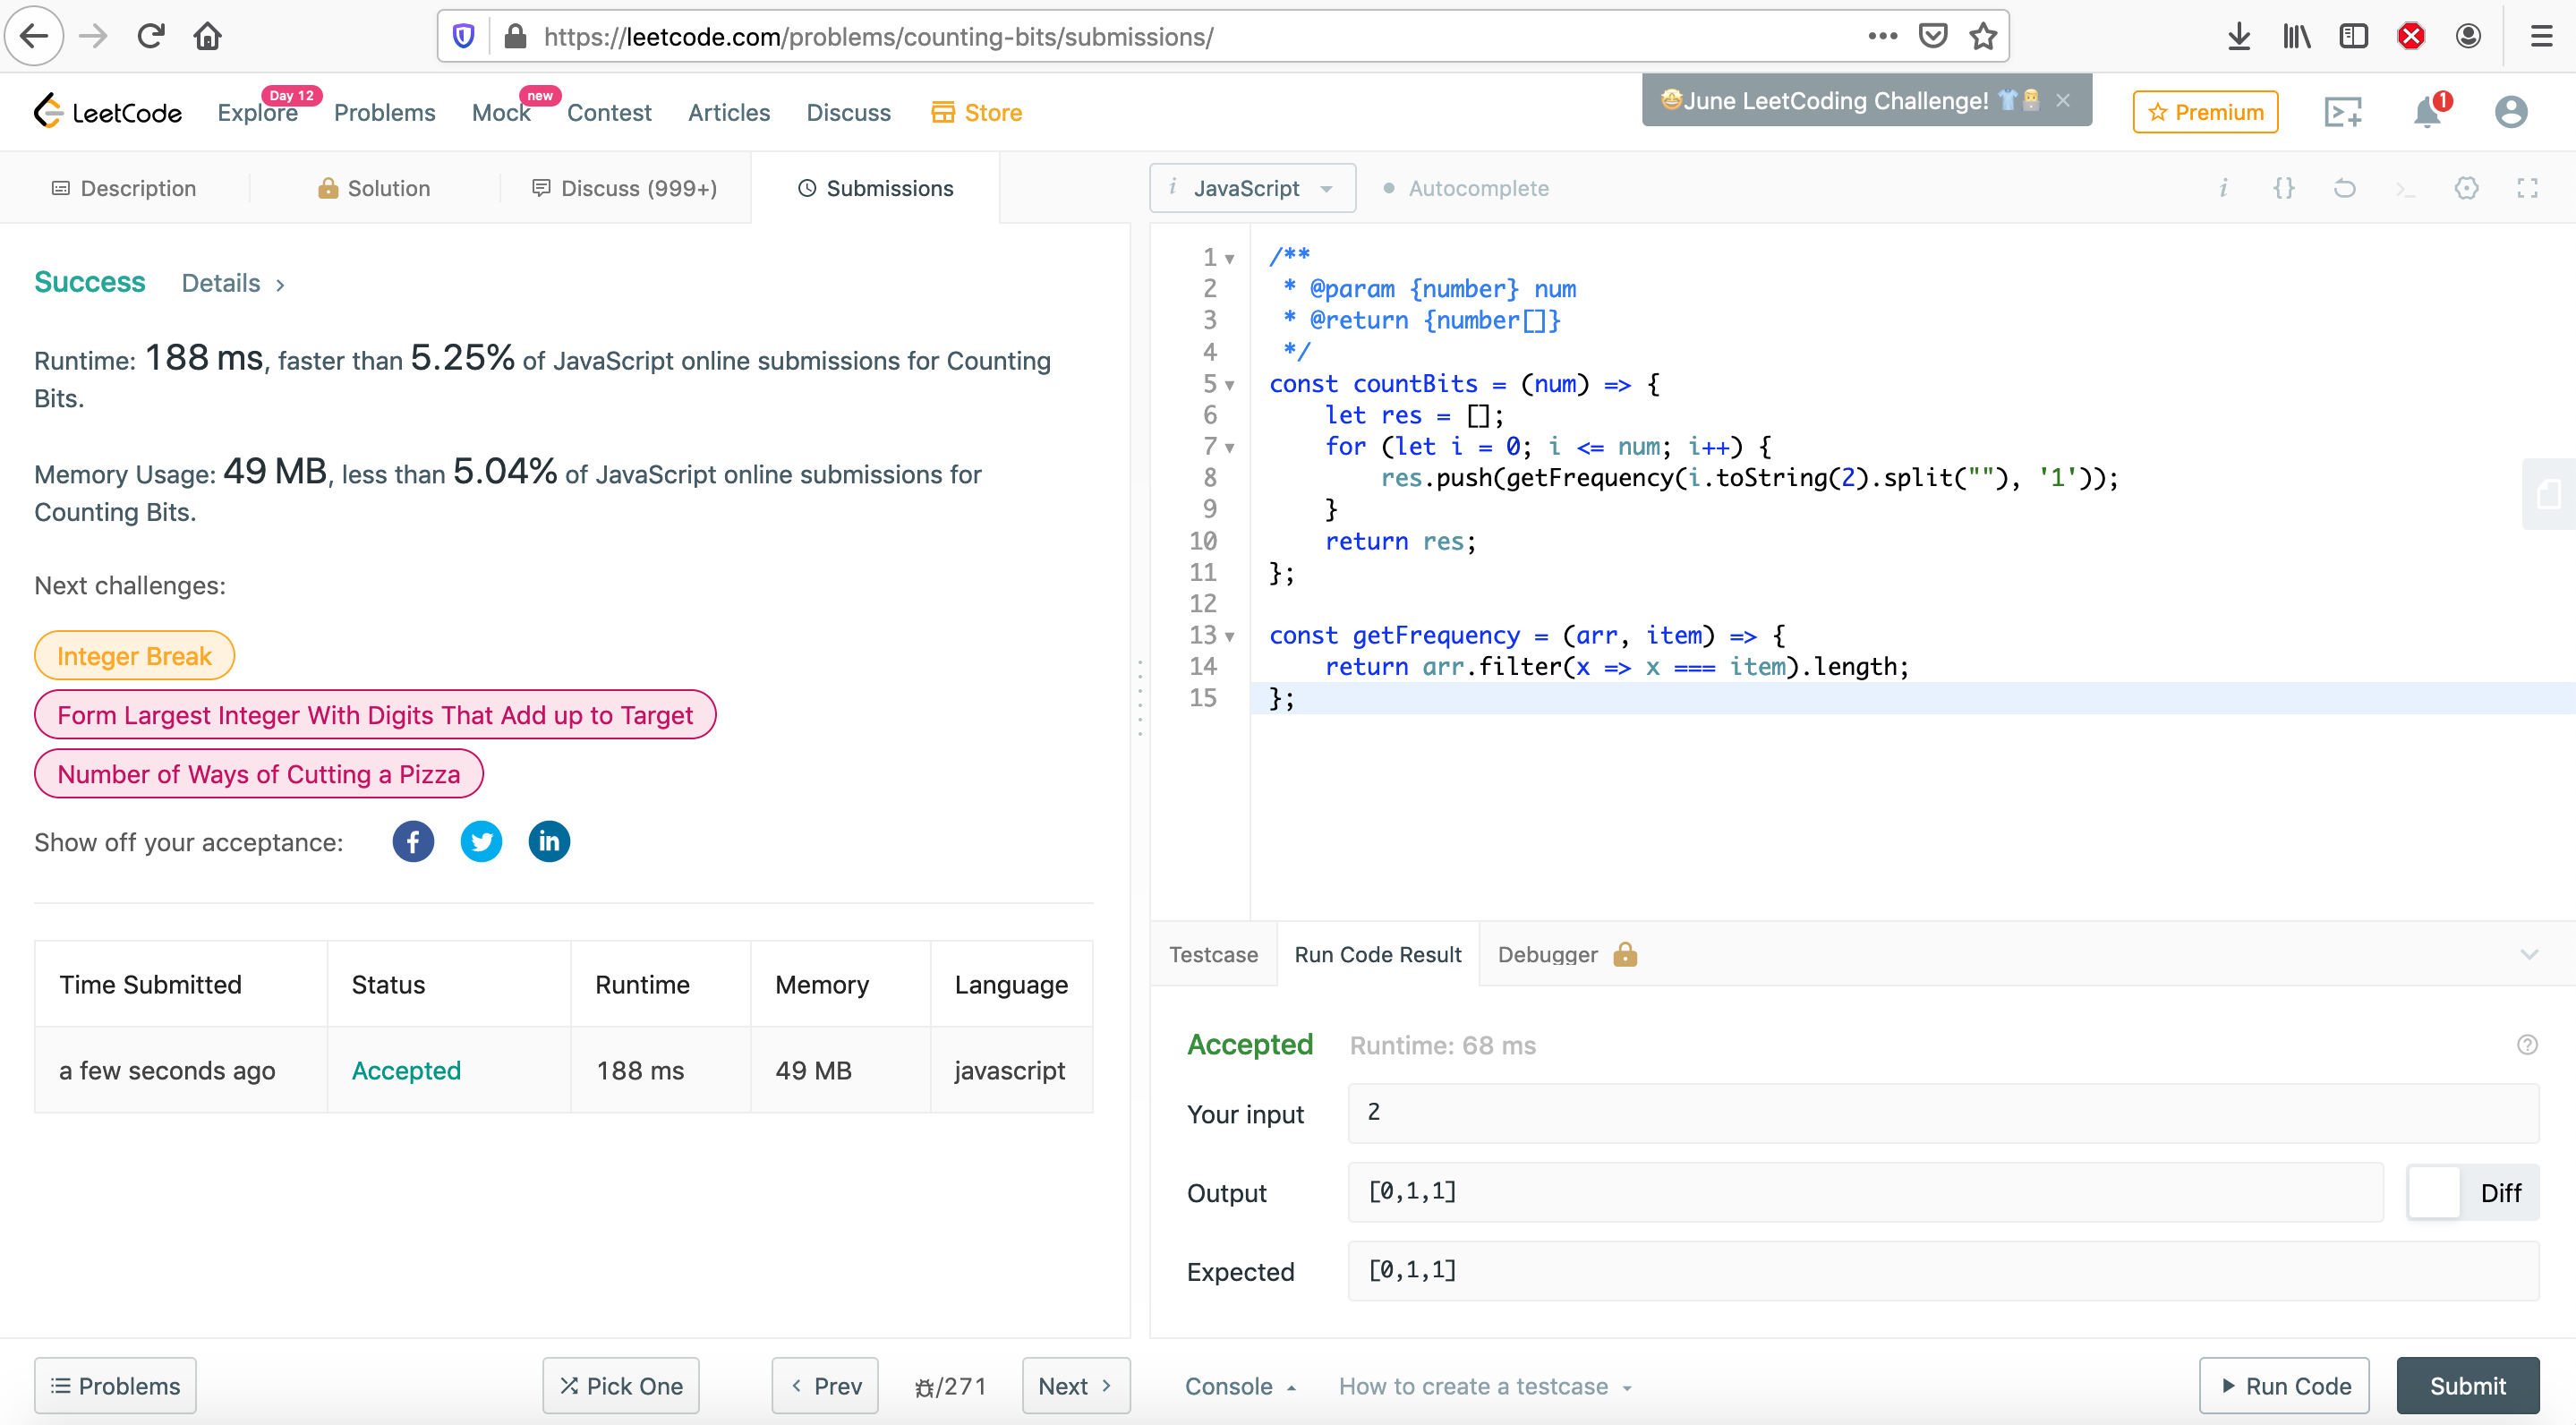 https://leetcode.com/problems/counting-bits/submissions/
LeetCode
Explore
Day 12
Problems
Mock
new
Contest
Articles
Discuss
Store
🤩June LeetCoding Challenge! 👕👨‍💻 ×
Premium
1
Description
Solution
Discuss (999+)
Submissions
i JavaScript
Autocomplete
i
{}
Success Details >
Runtime: 188 ms, faster than 5.25% of JavaScript online submissions for Counting
Bits.
Memory Usage: 49 MB, less than 5.04% of JavaScript online submissions for
Counting Bits.
Next challenges:
Integer Break
Form Largest Integer With Digits That Add up to Target
Number of Ways of Cutting a Pizza
Show off your acceptance:
f
in
Time Submitted Status Runtime Memory Language
a few seconds ago Accepted 188 ms 49 MB javascript
1 /**
2  * @param {number} num
3  * @return {number[]}
4  */
5 const countBits = (num) => {
6     let res = [];
7     for (let i = 0; i <= num; i++) {
8         res.push(getFrequency(i.toString(2).split(""), '1'));
9     }
10     return res;
11 };
12
13 const getFrequency = (arr, item) => {
14     return arr.filter(x => x === item).length;
15 };
Testcase
Run Code Result
Debugger
Accepted Runtime: 68 ms
?
Your input 2
Output [0,1,1]
Diff
Expected [0,1,1]
Problems
Pick One
< Prev
/271
Next >
Console
How to create a testcase
Run Code
Submit